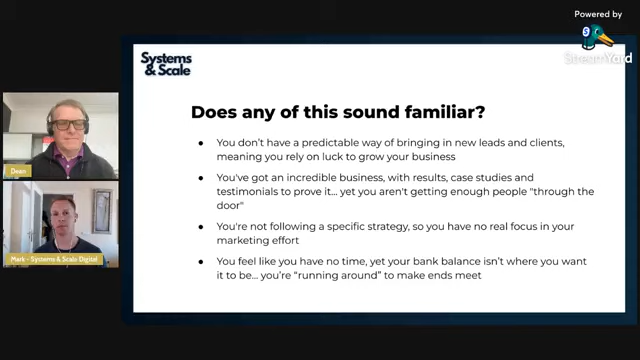 Powered by
StreamYard
Systems
& Scale
Does any of this sound familiar?
● You don't have a predictable way of bringing in new leads and clients,
meaning you rely on luck to grow your business
● You've got an incredible business, with results, case studies and
testimonials to prove it... yet you aren't getting enough people "through the
door"
● You're not following a specific strategy, so you have no real focus in your
marketing effort
● You feel like you have no time, yet your bank balance isn't where you want
it to be... you're "running around" to make ends meet
Dean
Mark - Systems & Scale Digital